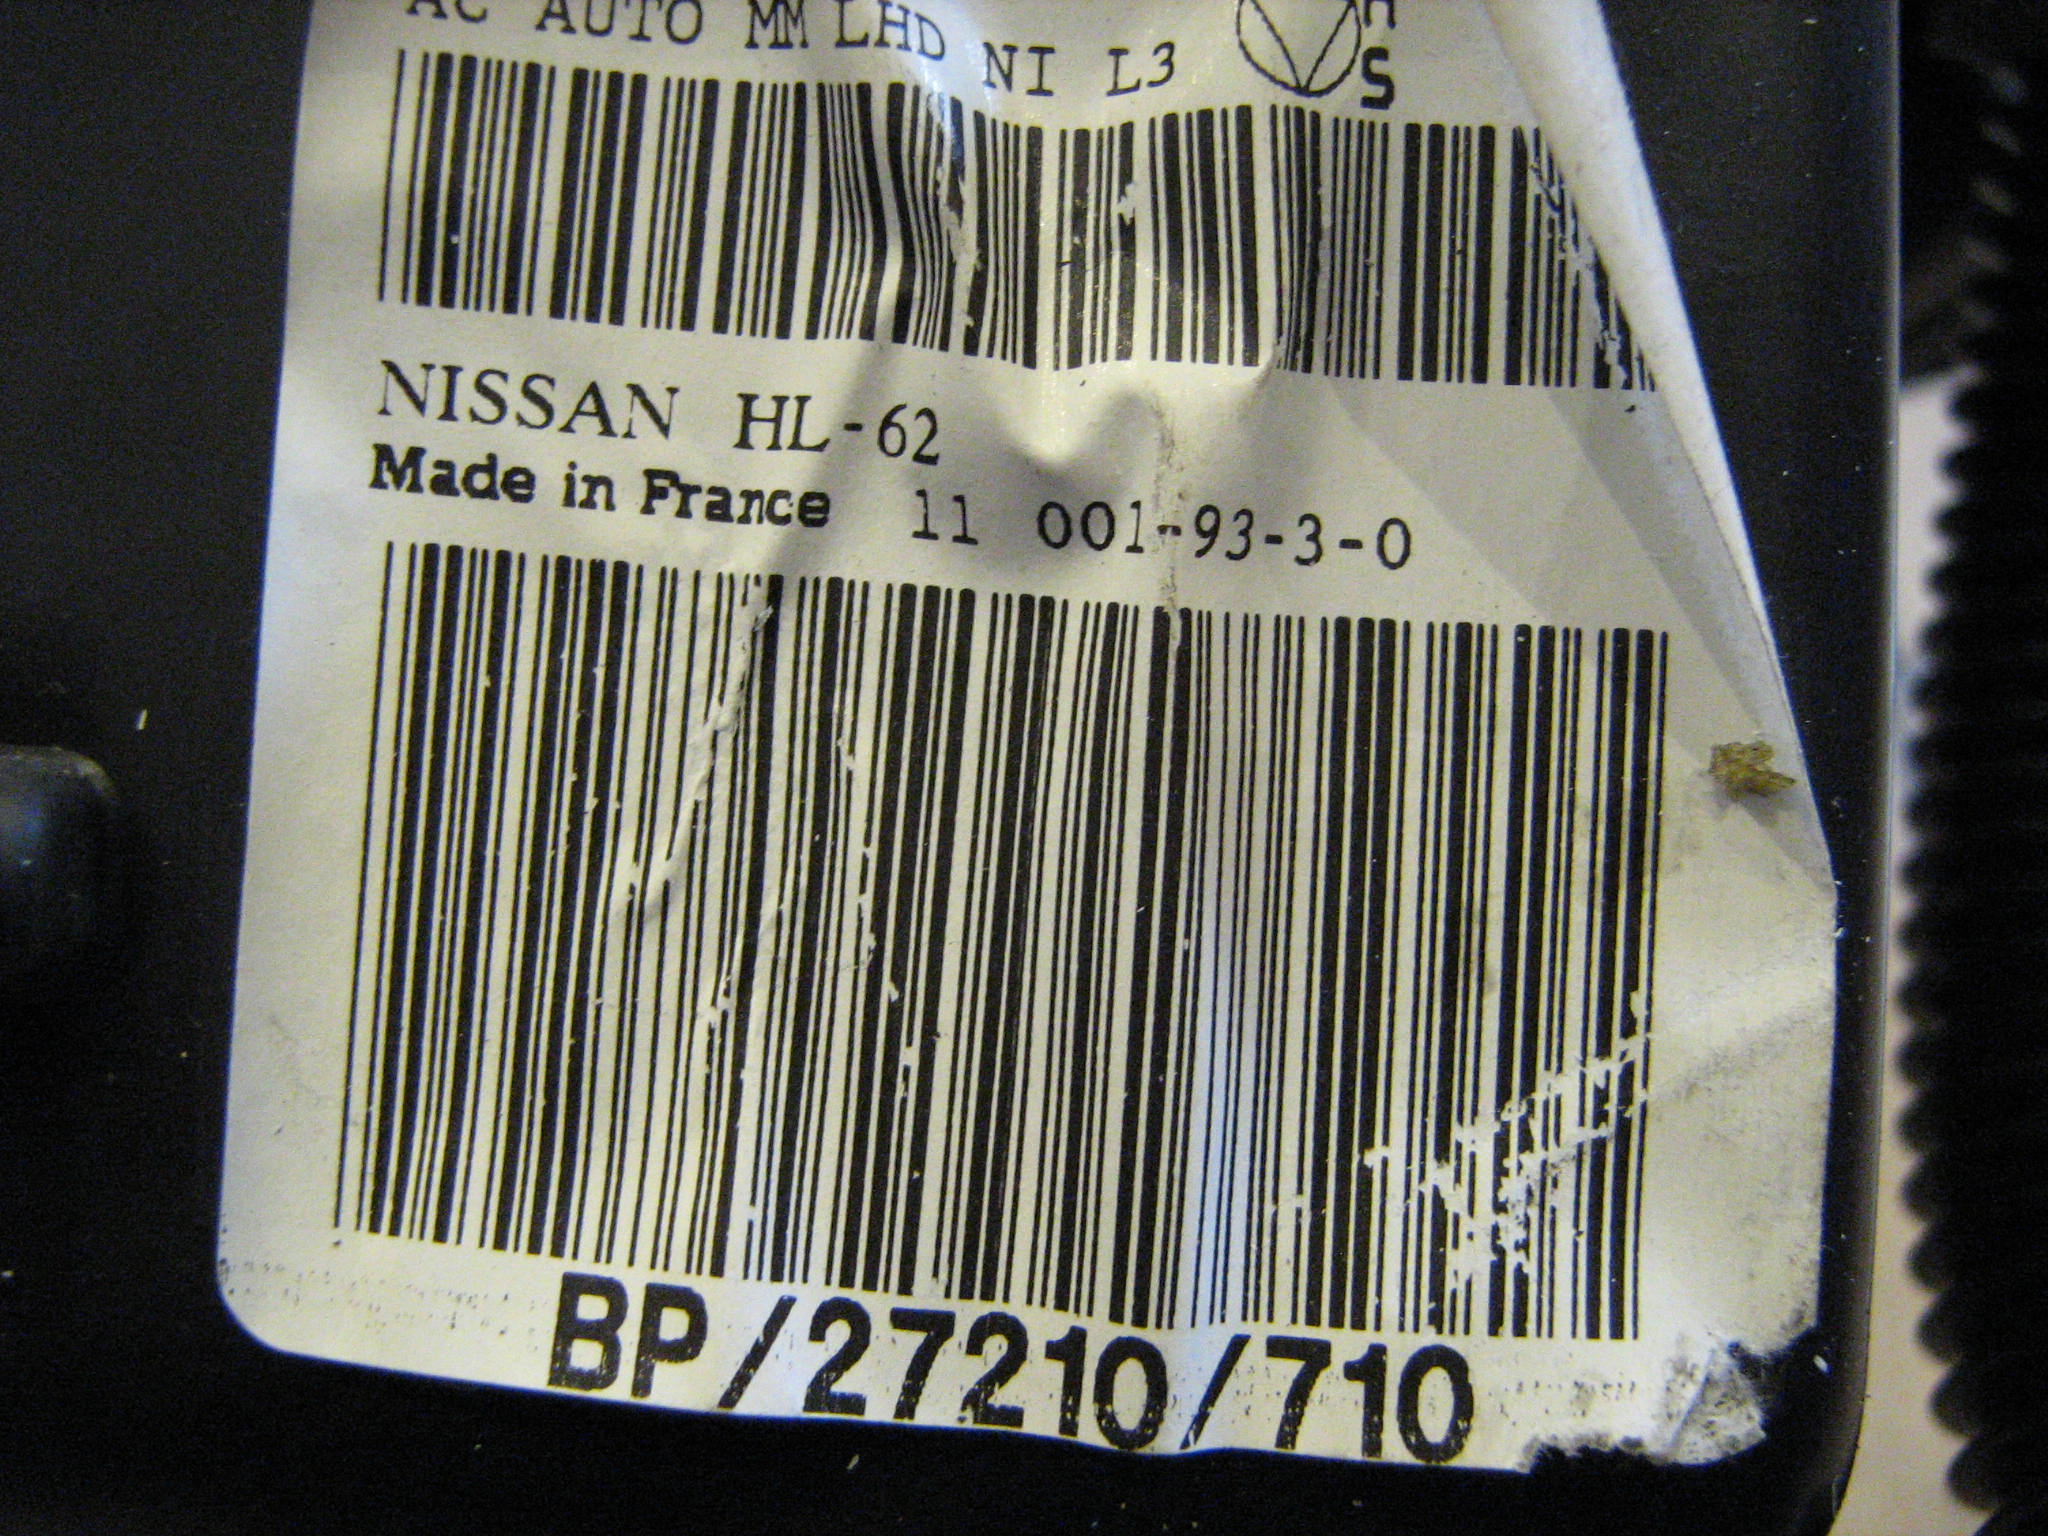 AC AUTO MM LHD NI L3
S
NISSAN HL-62
Made in France 11 001-93-3-0
BP/27210/710